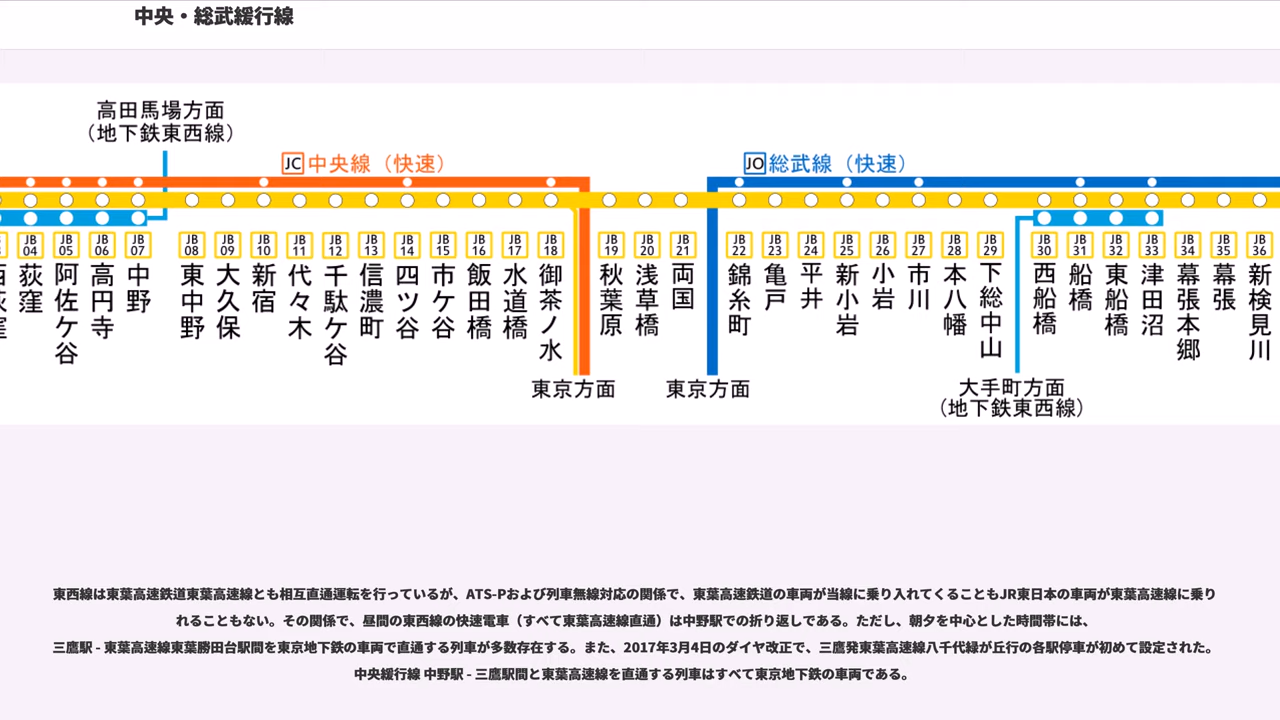 中央・総武緩行線
高田馬場方面
（地下鉄東西線）
JC 中央線（快速）
JO 総武線（快速）
JB 04 荻窪
JB 05 阿佐ケ谷
JB 06 高円寺
JB 07 中野
JB 08 東中野
JB 09 大久保
JB 10 新宿
JB 11 代々木
JB 12 千駄ケ谷
JB 13 信濃町
JB 14 四ツ谷
JB 15 市ケ谷
JB 16 飯田橋
JB 17 水道橋
JB 18 御茶ノ水
JB 19 秋葉原
JB 20 浅草橋
JB 21 両国
JB 22 錦糸町
JB 23 亀戸
JB 24 平井
JB 25 新小岩
JB 26 小岩
JB 27 市川
JB 28 本八幡
JB 29 下総中山
JB 30 西船橋
JB 31 船橋
JB 32 東船橋
JB 33 津田沼
JB 34 幕張本郷
JB 35 幕張
JB 36 新検見川
東京方面
東京方面
大手町方面
（地下鉄東西線）
東西線は東葉高速鉄道東葉高速線とも相互直通運転を行っているが、ATS-Pおよび列車無線対応の関係で、東葉高速鉄道の車両が当線に乗り入れてくることもJR東日本の車両が東葉高速線に乗り
れることもない。その関係で、昼間の東西線の快速電車（すべて東葉高速線直通）は中野駅での折り返しである。ただし、朝夕を中心とした時間帯には、
三鷹駅 - 東葉高速線東葉勝田台駅間を東京地下鉄の車両で直通する列車が多数存在する。また、2017年3月4日のダイヤ改正で、三鷹発東葉高速線八千代緑が丘行の各駅停車が初めて設定された。
中央緩行線 中野駅 - 三鷹駅間と東葉高速線を直通する列車はすべて東京地下鉄の車両である。